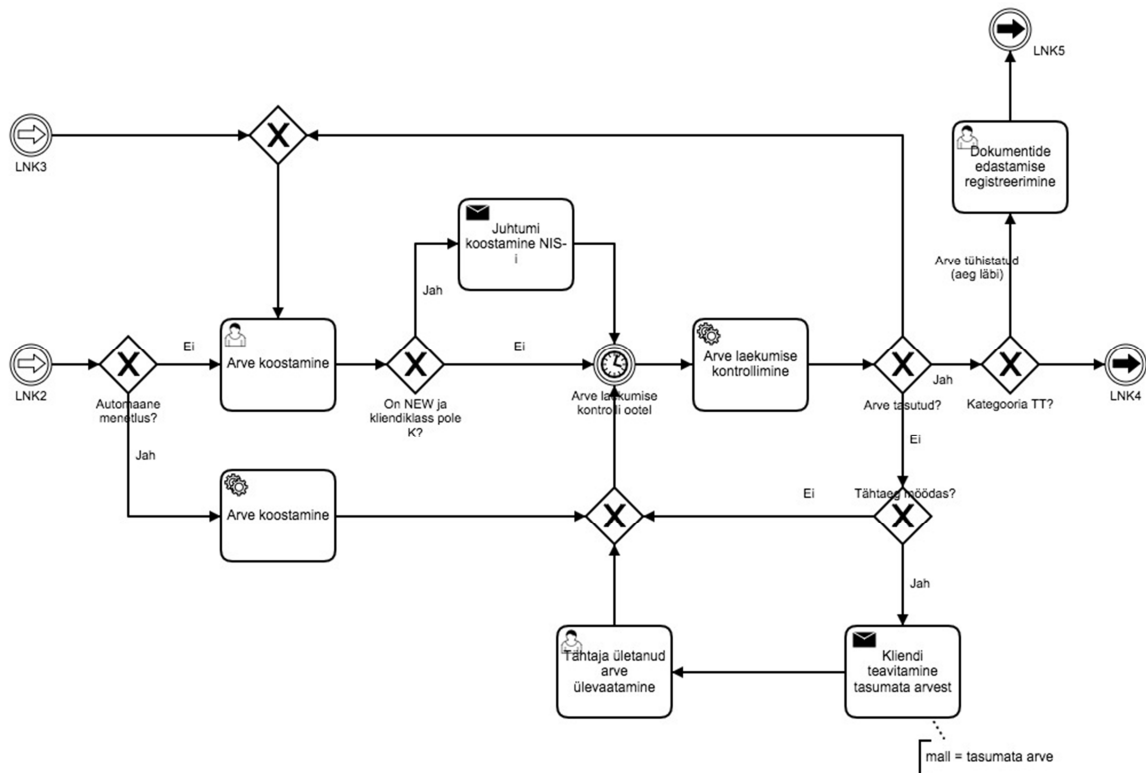 LNK5
LNK3
Dokumentide
edastamise
registreerimine
Juhtumi
koostamine NIS-
i
Jah
Arve tühistatud
(aeg läbi)
Ei
Arve koostamine
Ei
Arve laekumise
kontrollimine
Jah
LNK2
Automaane
menetlus?
On NEW ja
kliendiklass pole
K?
Arve laekumise
kontrolli ootel
Arve tasutud?
Kategooria TT?
LNK4
Jah
Ei
Arve koostamine
Ei
Tähtaeg möödas?
Jah
Tähtaja ületanud
arve
ülevaatamine
Kliendi
teavitamine
tasumata arvest
mall = tasumata arve